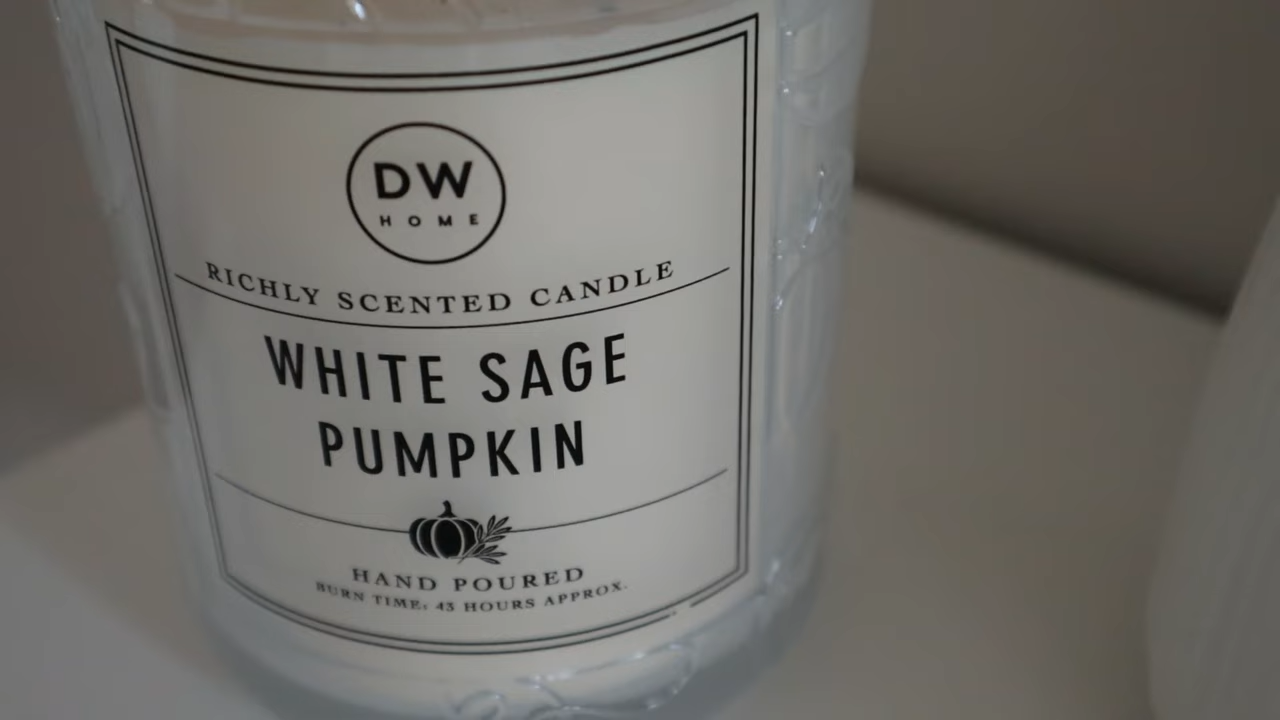 DW
HOME
RICHLY SCENTED CANDLE
WHITE SAGE
PUMPKIN
HAND POURED
BURN TIME: 43 HOURS APPROX.